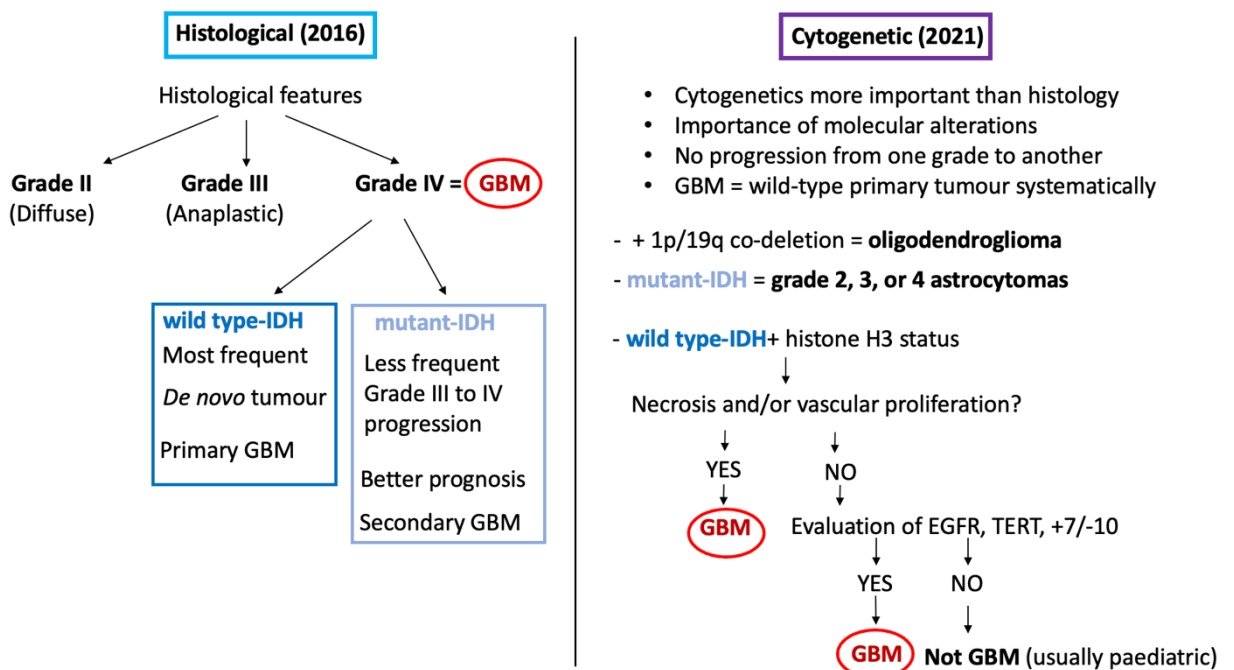 Histological (2016)
Histological features
Grade II
(Diffuse)
Grade III
(Anaplastic)
Grade IV = GBM
wild type-IDH
Most frequent
De novo tumour
Primary GBM
mutant-IDH
Less frequent
Grade III to IV
progression
Better prognosis
Secondary GBM
Cytogenetic (2021)
• Cytogenetics more important than histology
• Importance of molecular alterations
• No progression from one grade to another
• GBM = wild-type primary tumour systematically
- + 1p/19q co-deletion = oligodendroglioma
- mutant-IDH = grade 2, 3, or 4 astrocytomas
- wild type-IDH+ histone H3 status
Necrosis and/or vascular proliferation?
YES
NO
GBM
Evaluation of EGFR, TERT, +7/-10
YES
NO
GBM
Not GBM (usually paediatric)